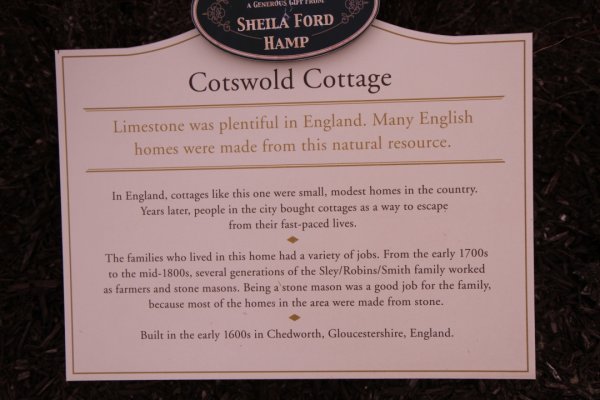 A GENEROUS GIFT FROM
SHEILA FORD
HAMP
Cotswold Cottage
Limestone was plentiful in England. Many English
homes were made from this natural resource.
In England, cottages like this one were small, modest homes in the country.
Years later, people in the city bought cottages as a way to escape
from their fast-paced lives.
The families who lived in this home had a variety of jobs. From the early 1700s
to the mid-1800s, several generations of the Sley/Robins/Smith family worked
as farmers and stone masons. Being a stone mason was a good job for the family,
because most of the homes in the area were made from stone.
Built in the early 1600s in Chedworth, Gloucestershire, England.